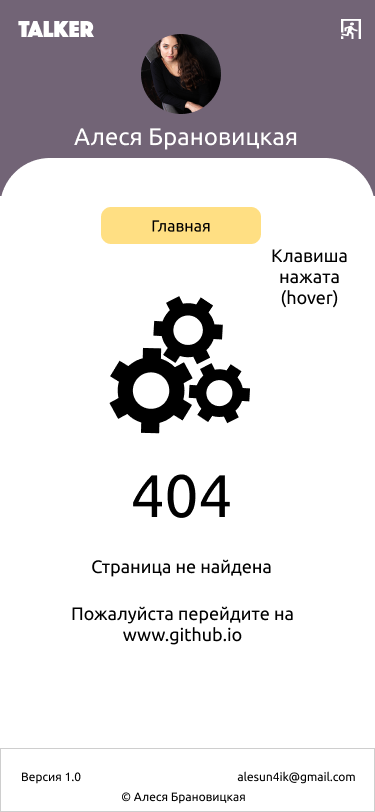 TALKER
Алеся Брановицкая
Главная
Клавиша
нажата
(hover)
404
Страница не найдена
Пожалуйста перейдите на
www.github.io
Версия 1.0
alesun4ik@gmail.com
© Алеся Брановицкая